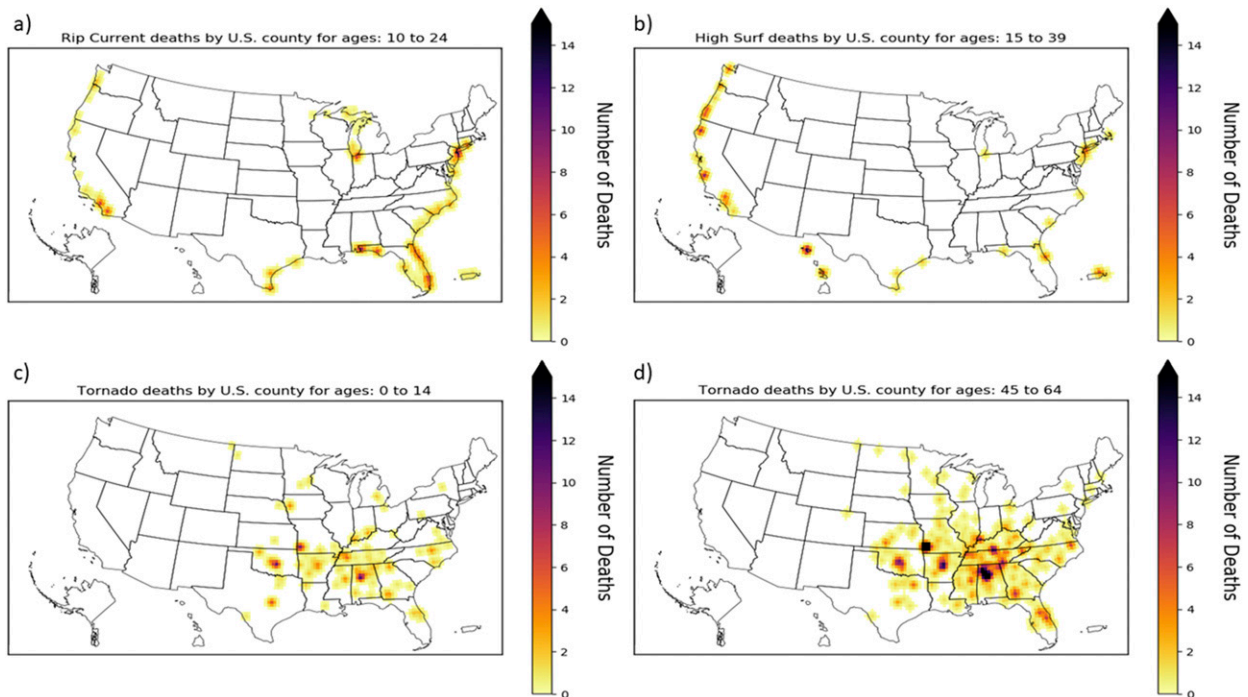 a)
Rip Current deaths by U.S. county for ages: 10 to 24
14
12
10
8
6
4
2
0
Number of Deaths
b)
High Surf deaths by U.S. county for ages: 15 to 39
14
12
10
8
6
4
2
0
Number of Deaths
c)
Tornado deaths by U.S. county for ages: 0 to 14
14
12
10
8
6
4
2
0
Number of Deaths
d)
Tornado deaths by U.S. county for ages: 45 to 64
14
12
10
8
6
4
2
0
Number of Deaths